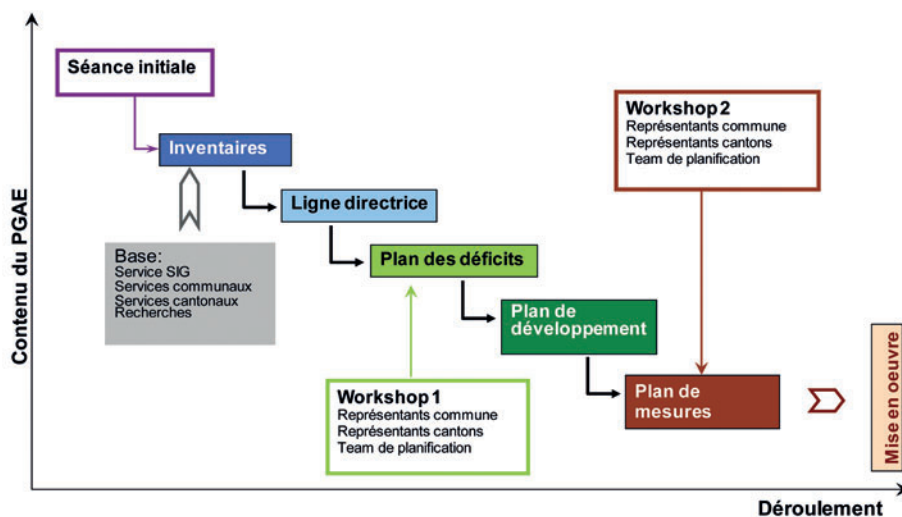 Contenu du PGAE
Séance initiale
Inventaires
Base:
Service SIG
Services communaux
Services cantonaux
Recherches
Ligne directrice
Plan des déficits
Workshop 1
Représentants commune
Représentants cantons
Team de planification
Plan de
développement
Workshop 2
Représentants commune
Représentants cantons
Team de planification
Plan de
mesures
Mise en oeuvre
Déroulement